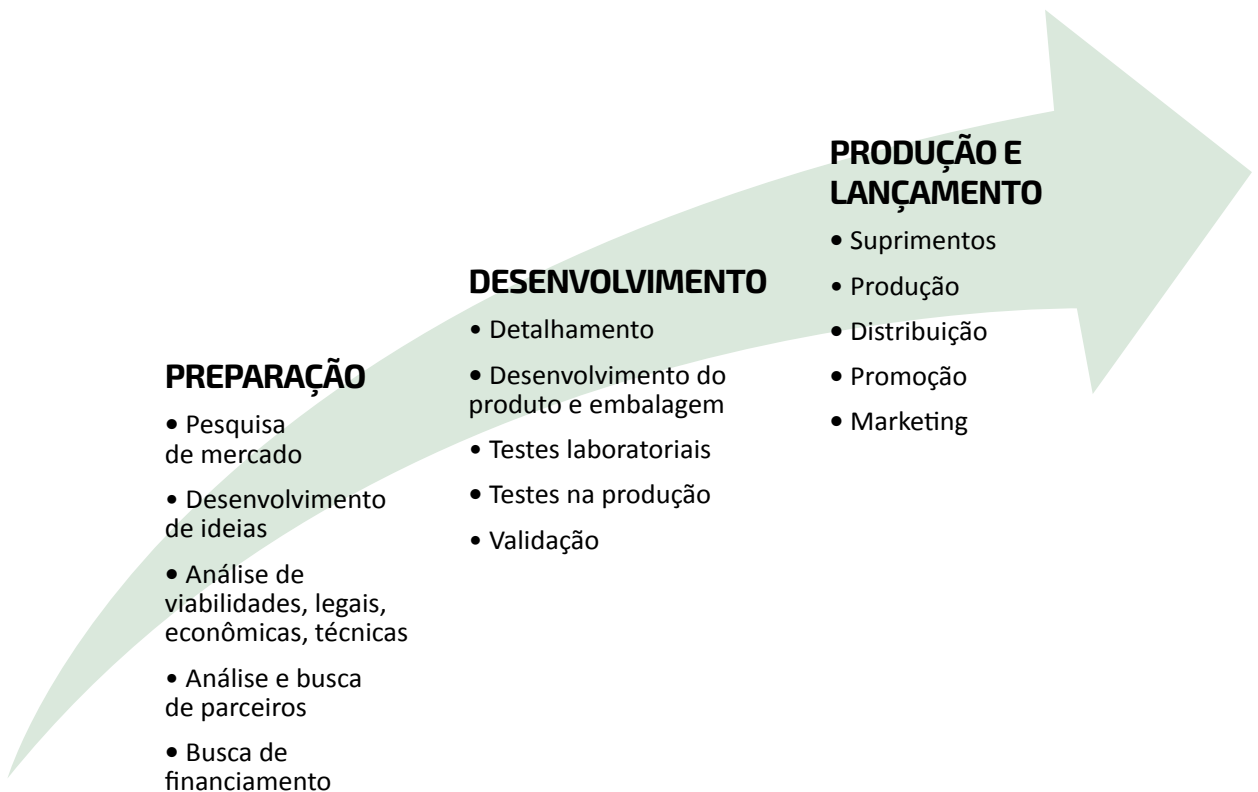 PREPARAÇÃO
• Pesquisa
de mercado
• Desenvolvimento
de ideias
• Análise de
viabilidades, legais,
econômicas, técnicas
• Análise e busca
de parceiros
• Busca de
financiamento
DESENVOLVIMENTO
• Detalhamento
• Desenvolvimento do
produto e embalagem
• Testes laboratoriais
• Testes na produção
• Validação
PRODUÇÃO E
LANÇAMENTO
• Suprimentos
• Produção
• Distribuição
• Promoção
• Marketing